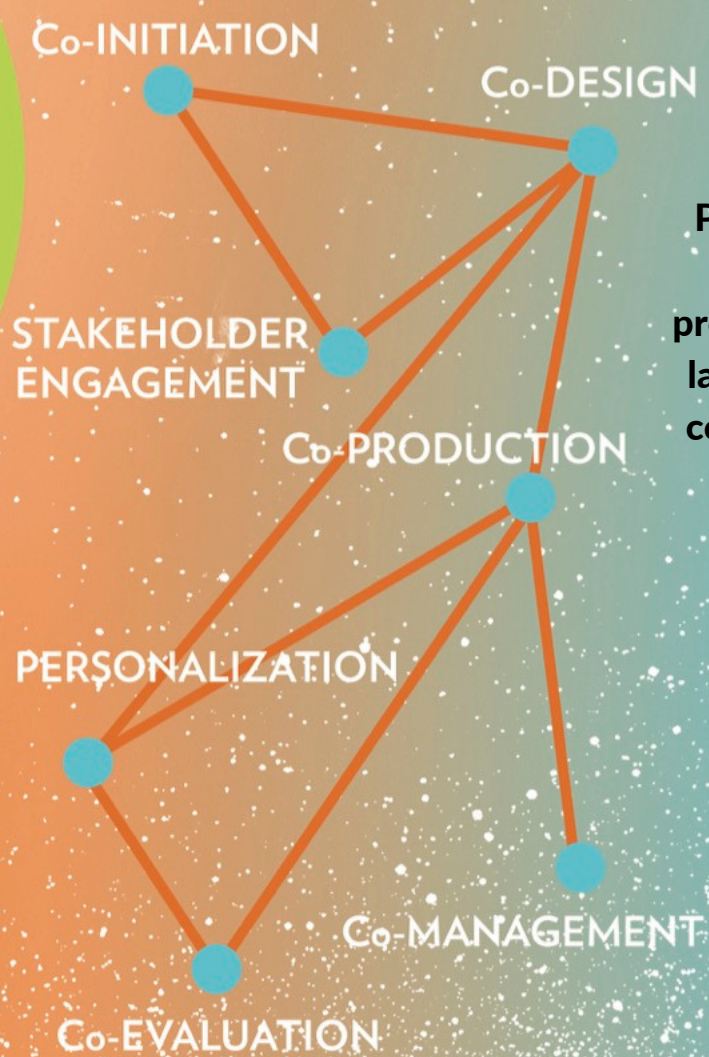 Co-INITIATION
Co-DESIGN
STAKEHOLDER
ENGAGEMENT
Co-PRODUCTION
PERSONALIZATION
Co-MANAGEMENT
Co-EVALUATION